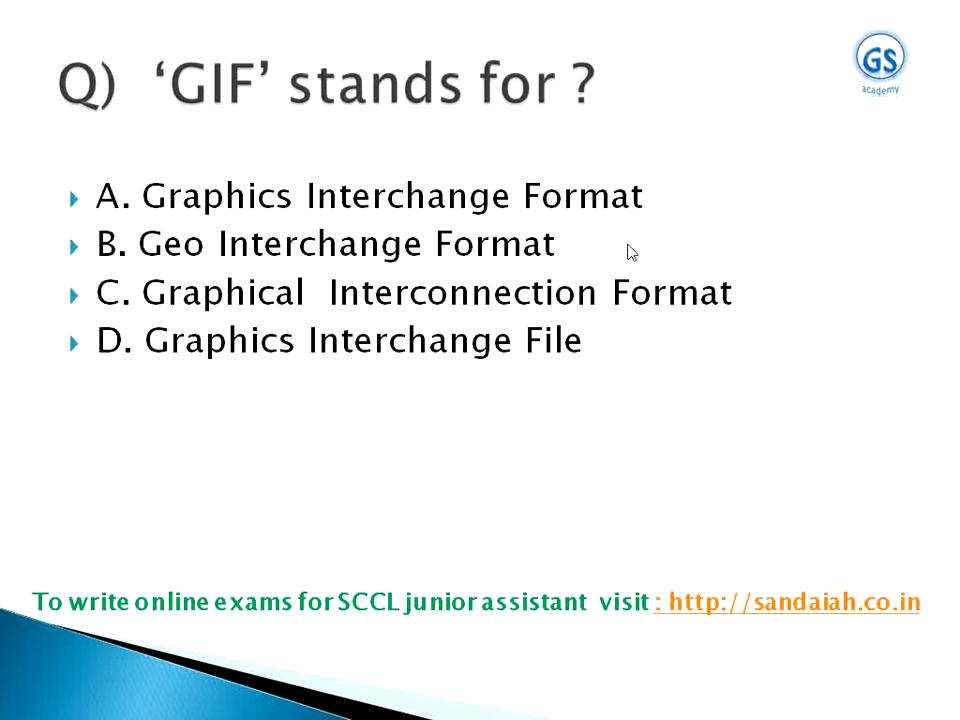 Q) ‘GIF’ stands for ?
GS
academy
A. Graphics Interchange Format
B. Geo Interchange Format
C. Graphical Interconnection Format
D. Graphics Interchange File
To write online exams for SCCL junior assistant visit : http://sandaiah.co.in